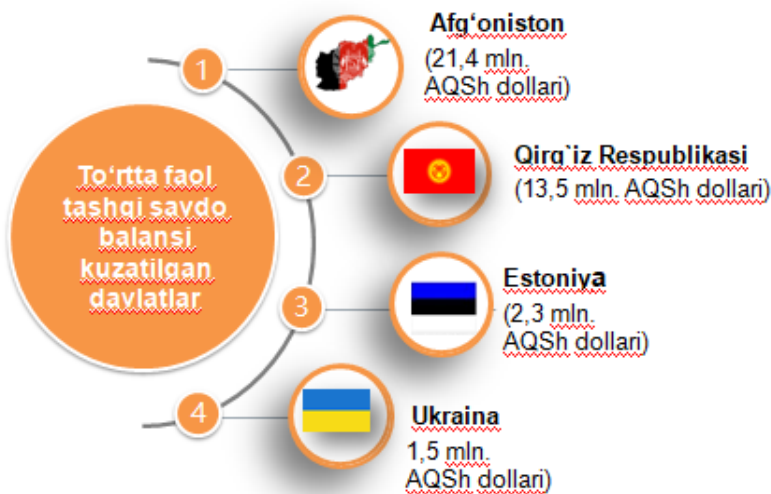 To‘rtta faol
tashqi savdo
balansi
kuzatilgan
davlatlar
1
Afg‘oniston
(21,4 mln.
AQSh dollari)
2
Qirg`iz Respublikasi
(13,5 mln. AQSh dollari)
3
Estoniya
(2,3 mln.
AQSh dollari)
4
Ukraina
1,5 mln.
AQSh dollari)